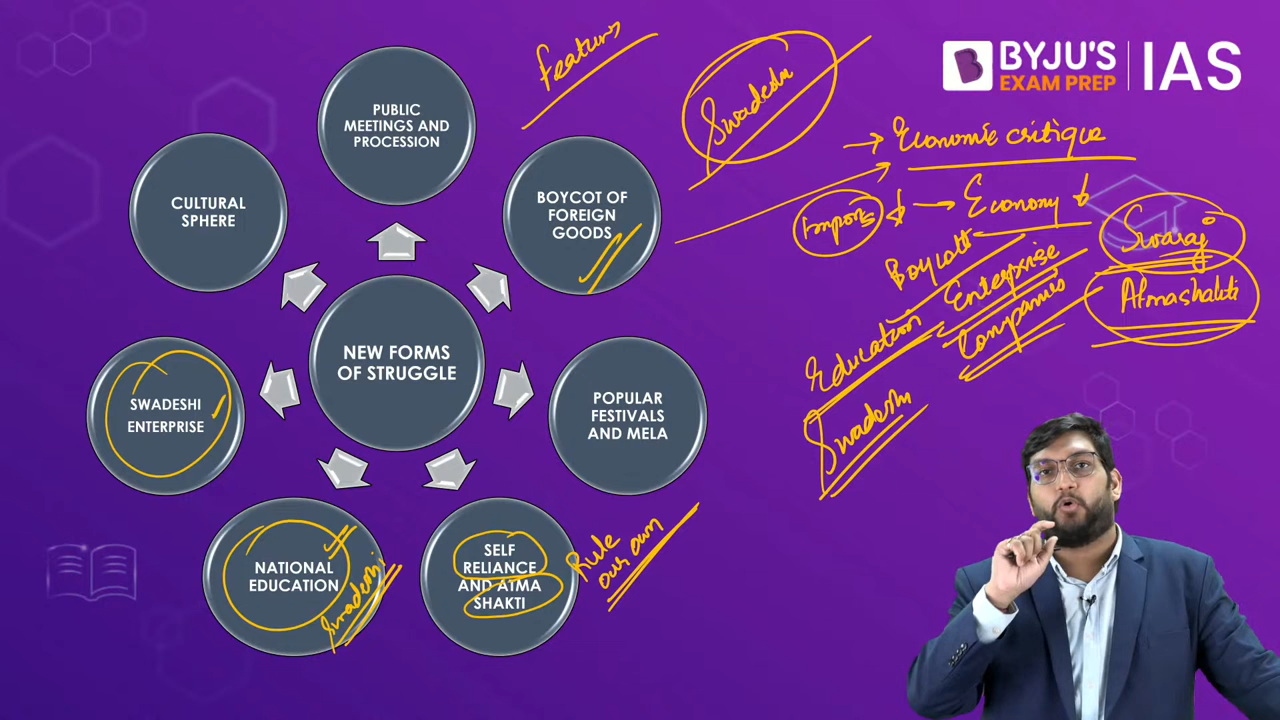 BYJU'S
EXAM PREP
IAS
Features
PUBLIC
MEETINGS AND
PROCESSION
CULTURAL
SPHERE
BOYCOT OF
FOREIGN
GOODS
NEW FORMS
OF STRUGGLE
SWADESHI
ENTERPRISE
POPULAR
FESTIVALS
AND MELA
NATIONAL
EDUCATION
Swadeshi
SELF
RELIANCE
AND ATMA
SHAKTI
Rule
our own
Swadeshi
→ Economic critique
Imports ↓ → Economy ↓
Boycott
Enterprise
Companies
Education
Swadeshi
Swaraj
Atmashakti